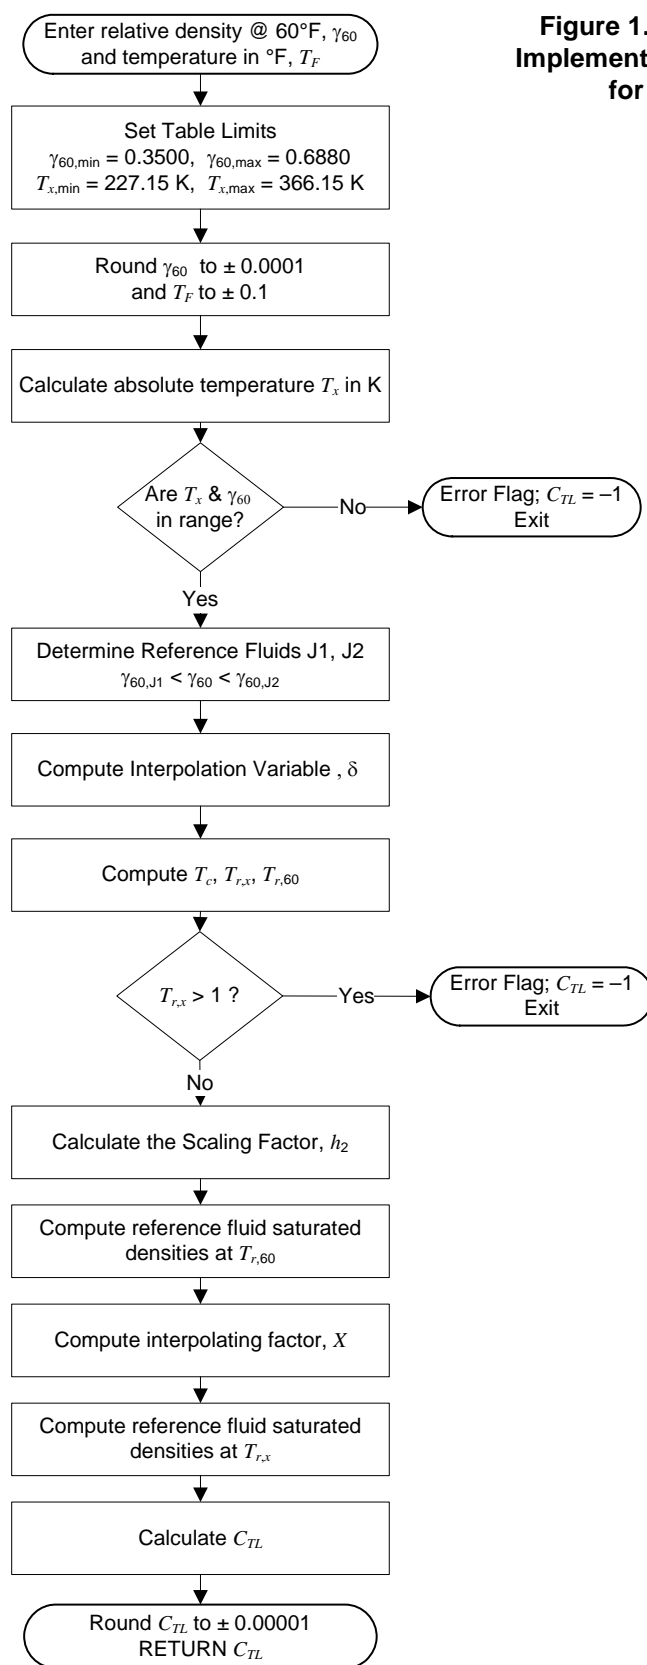 Figure 1.
Implement
for
Enter relative density @ 60°F, γ60
and temperature in °F, TF
Set Table Limits
γ60,min = 0.3500, γ60,max = 0.6880
Tx,min = 227.15 K, Tx,max = 366.15 K
Round γ60 to ± 0.0001
and TF to ± 0.1
Calculate absolute temperature Tx in K
Are Tx & γ60
in range?
No
Error Flag; CTL = –1
Exit
Yes
Determine Reference Fluids J1, J2
γ60,J1 < γ60 < γ60,J2
Compute Interpolation Variable , δ
Compute Tc, Tr,x, Tr,60
Tr,x > 1 ?
Yes
Error Flag; CTL = –1
Exit
No
Calculate the Scaling Factor, h2
Compute reference fluid saturated
densities at Tr,60
Compute interpolating factor, X
Compute reference fluid saturated
densities at Tr,x
Calculate CTL
Round CTL to ± 0.00001
RETURN CTL